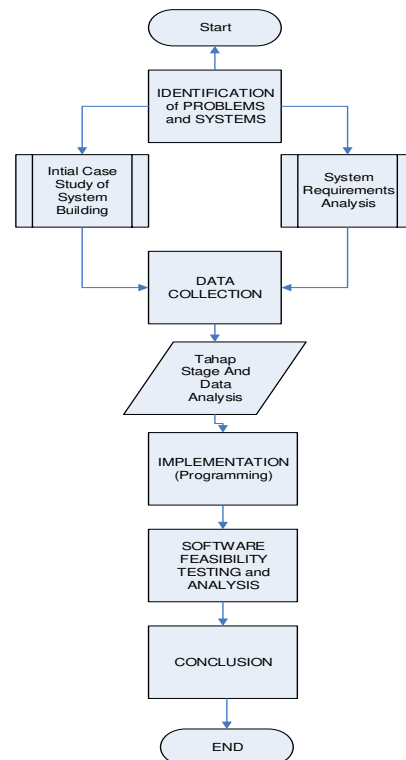 Start
IDENTIFICATION
of PROBLEMS
and SYSTEMS
Intial Case
Study of
System
Building
System
Requirements
Analysis
DATA
COLLECTION
Tahap
Stage And
Data
Analysis
IMPLEMENTATION
(Programming)
SOFTWARE
FEASIBILITY
TESTING and
ANALYSIS
CONCLUSION
END